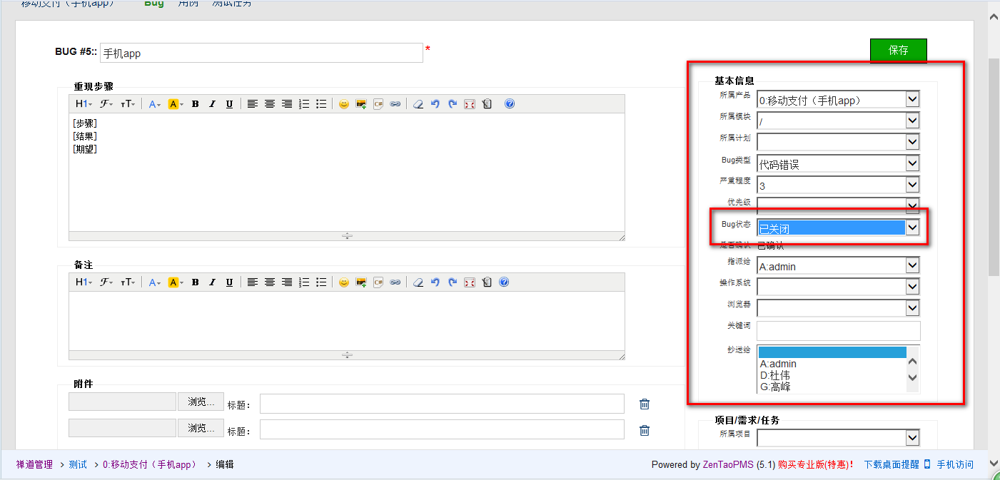 移动支付（手机app） Bug 用例 测试任务
BUG #5:: 手机app *
保存
重现步骤
H1 ℱ тT A A B I U
[步骤]
[结果]
[期望]
备注
H1 ℱ тT A A B I U
附件
浏览... 标题：
浏览... 标题：
基本信息
所属产品 0:移动支付（手机app）
所属模块 /
所属计划
Bug类型 代码错误
严重程度 3
优先级
Bug状态 已关闭
是否确认 已确认
指派给 A:admin
操作系统
浏览器
关键词
抄送给
A:admin
D:杜伟
G:高峰
项目/需求/任务
所属项目
禅道管理 › 测试 › 0:移动支付（手机app） › 编辑
Powered by ZenTaoPMS (5.1) 购买专业版(特惠)! 下载桌面提醒 手机访问